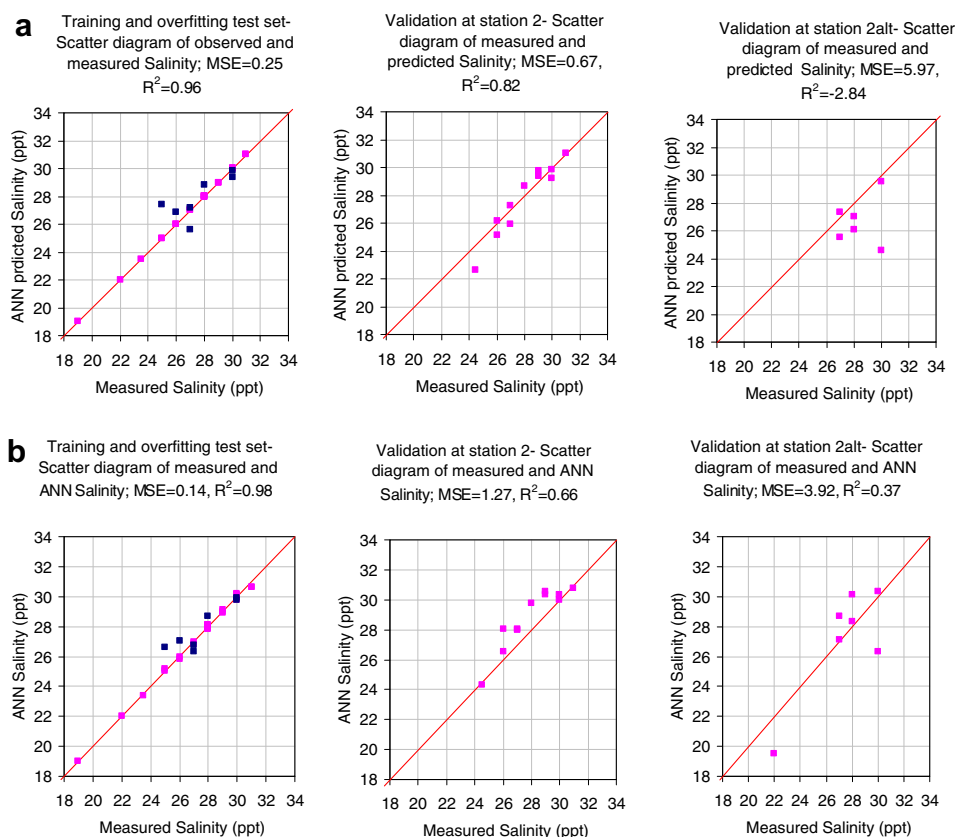 a
Training and overfitting test set-
Scatter diagram of observed and
measured Salinity; MSE=0.25
R²=0.96
34
32
30
28
26
24
22
20
18
18 20 22 24 26 28 30 32 34
ANN prdicted Salinity (ppt)
Measured Salinity (ppt)
Validation at station 2- Scatter
diagram of measured and
predicted Salinity; MSE=0.67,
R²=0.82
34
32
30
28
26
24
22
20
18
18 20 22 24 26 28 30 32 34
ANN prdicted Salinity (ppt)
Measured Salinity (ppt)
Validation at station 2alt- Scatter
diagram of measured and
predicted Salinity; MSE=5.97,
R²=-2.84
34
32
30
28
26
24
22
20
18
18 20 22 24 26 28 30 32 34
ANN prdicted Salinity (ppt)
Measured Salinity (ppt)
b
Training and overfitting test set-
Scatter diagram of measured and
ANN Salinity; MSE=0.14, R²=0.98
34
32
30
28
26
24
22
20
18
18 20 22 24 26 28 30 32 34
ANN Salinity (ppt)
Measured Salinity (ppt)
Validation at station 2- Scatter
diagram of measured and ANN
Salinity; MSE=1.27, R²=0.66
34
32
30
28
26
24
22
20
18
18 20 22 24 26 28 30 32 34
ANN Salinity (ppt)
Measured Salinity (ppt)
Validation at station 2alt- Scatter
diagram of measured and ANN
Salinity; MSE=3.92, R²=0.37
34
32
30
28
26
24
22
20
18
18 20 22 24 26 28 30 32 34
ANN Salinity (ppt)
Measured Salinity (ppt)